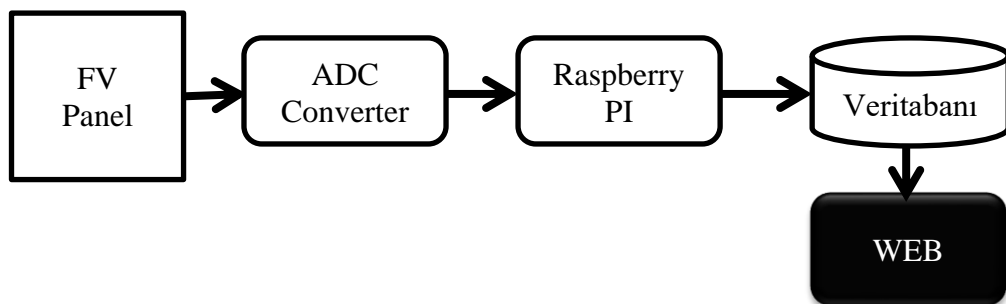 FV
Panel
ADC
Converter
Raspberry
PI
Veritabanı
WEB